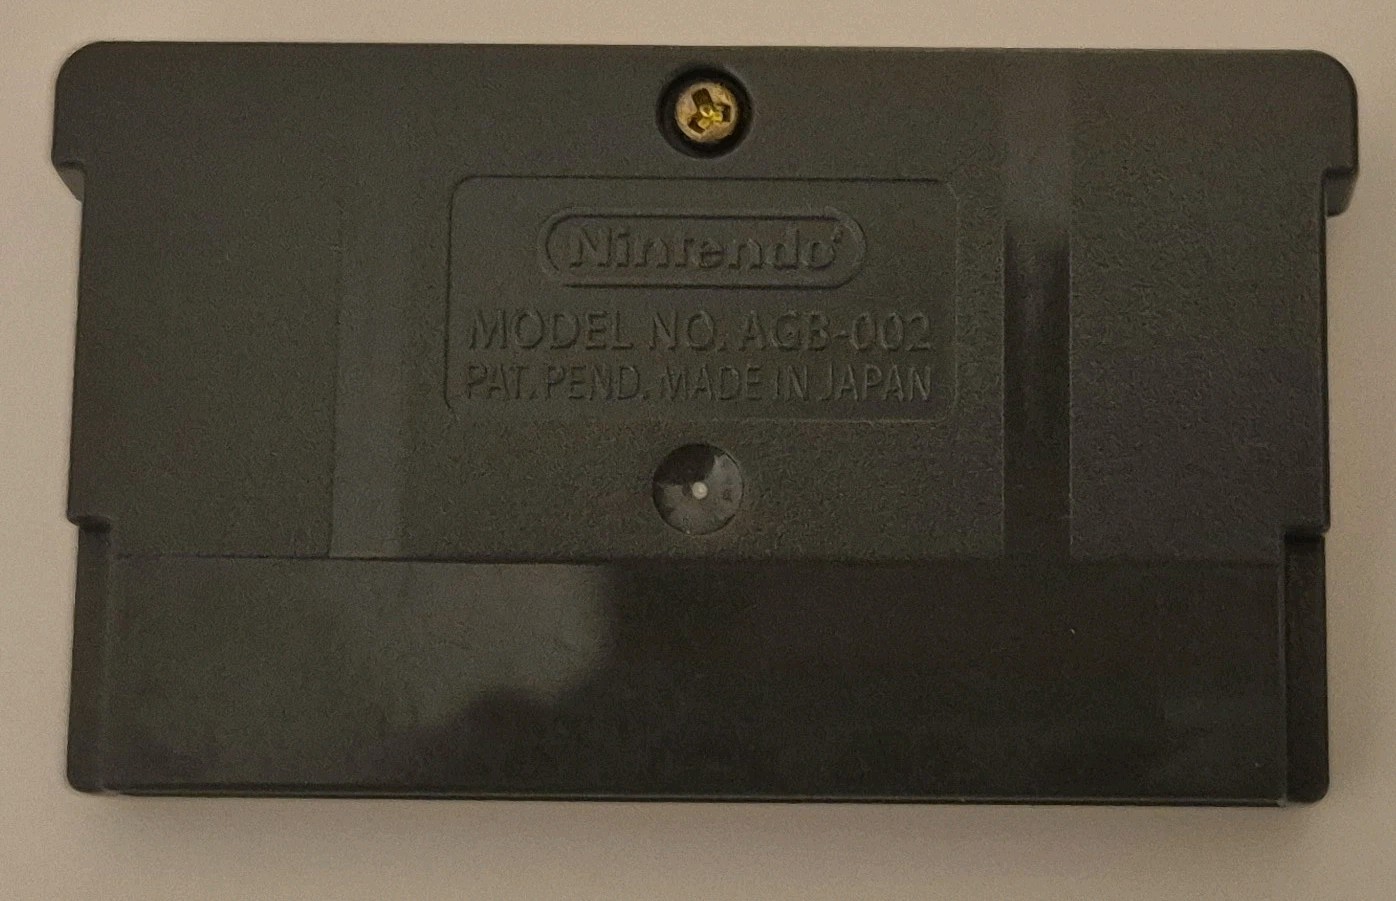 Nintendo®
MODEL NO. AGB-002
PAT. PEND. MADE IN JAPAN